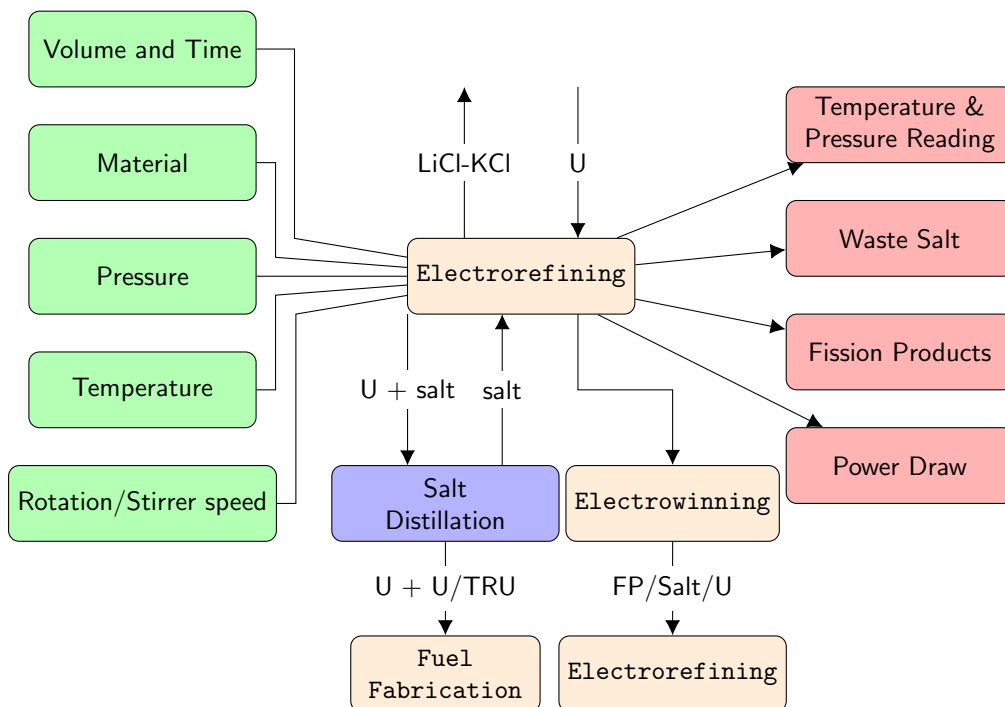 Volume and Time
Material
Pressure
Temperature
Rotation/Stirrer speed
LiCl-KCl
U
Electrorefining
U + salt
salt
Salt
Distillation
Electrowinning
U + U/TRU
FP/Salt/U
Fuel
Fabrication
Electrorefining
Temperature &
Pressure Reading
Waste Salt
Fission Products
Power Draw